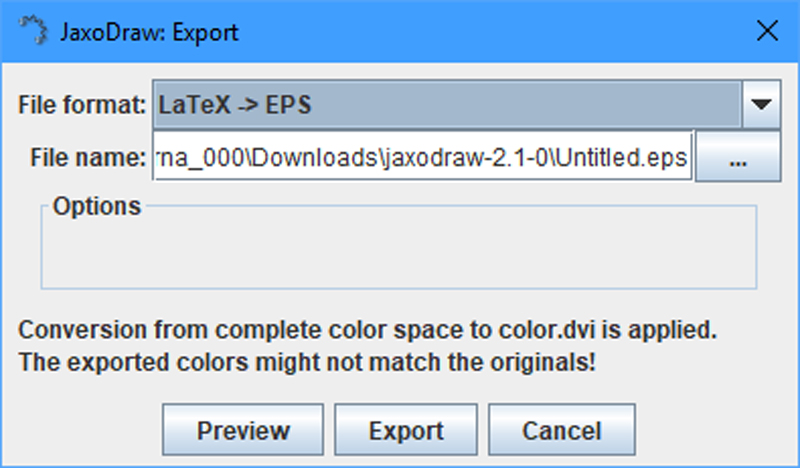 JaxoDraw: Export
File format: LaTeX -> EPS
File name: rna_000\Downloads\jaxodraw-2.1-0\Untitled.eps ...
Options
Conversion from complete color space to color.dvi is applied.
The exported colors might not match the originals!
Preview Export Cancel